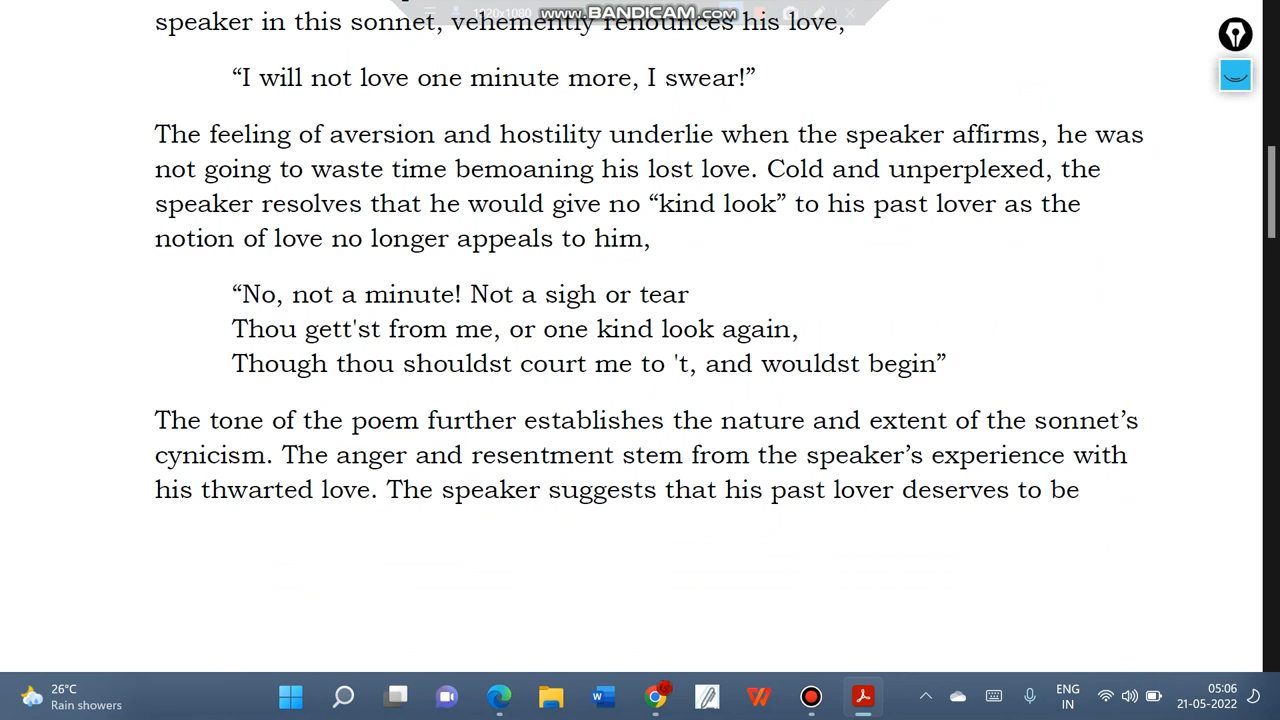 1920x1080 www.BANDICAM.com
speaker in this sonnet, vehemently renounces his love,
“I will not love one minute more, I swear!”
The feeling of aversion and hostility underlie when the speaker affirms, he was
not going to waste time bemoaning his lost love. Cold and unperplexed, the
speaker resolves that he would give no “kind look” to his past lover as the
notion of love no longer appeals to him,
“No, not a minute! Not a sigh or tear
Thou gett'st from me, or one kind look again,
Though thou shouldst court me to 't, and wouldst begin”
The tone of the poem further establishes the nature and extent of the sonnet’s
cynicism. The anger and resentment stem from the speaker’s experience with
his thwarted love. The speaker suggests that his past lover deserves to be
26°C
Rain showers
ENG
IN
05:06
21-05-2022